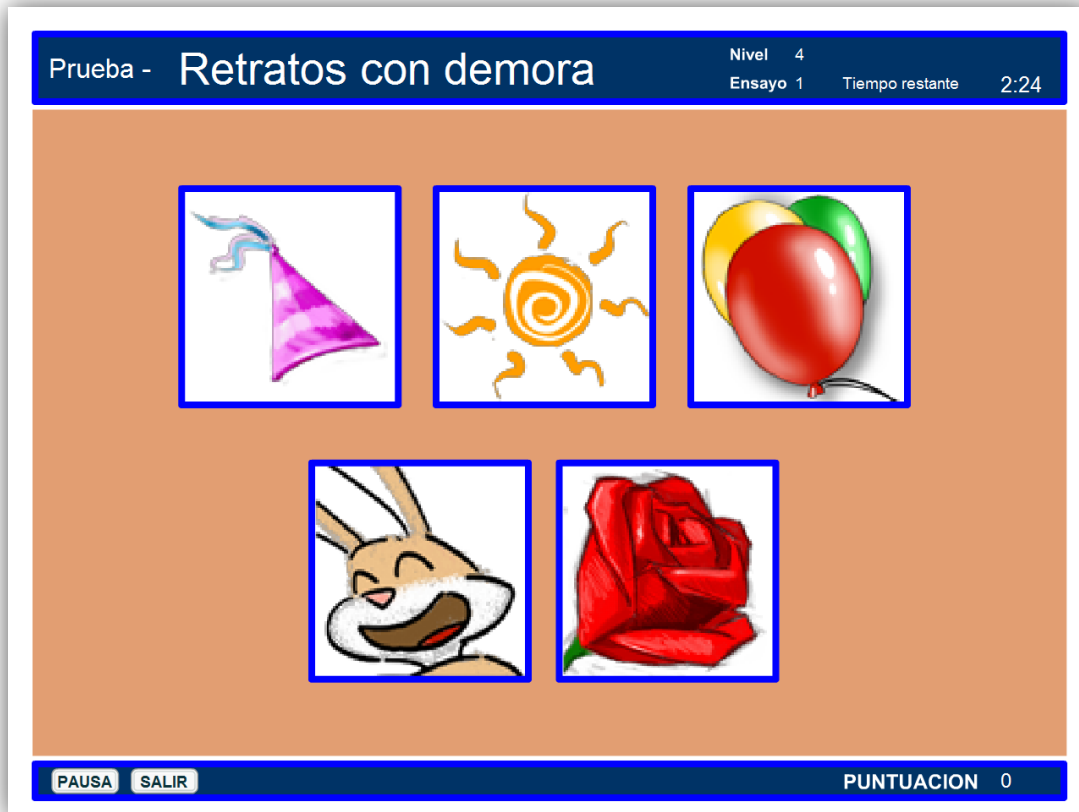 Prueba - Retratos con demora
Nivel 4
Ensayo 1 Tiempo restante 2:24
PAUSA SALIR PUNTUACION 0